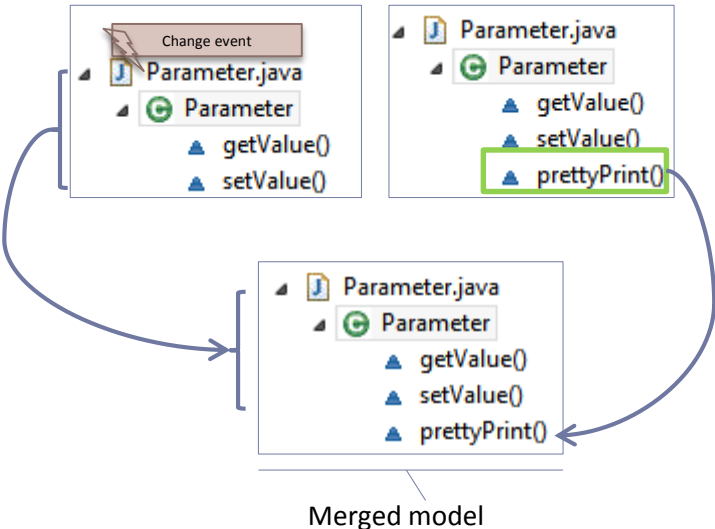 Change event
J Parameter.java
C Parameter
getValue()
setValue()
J Parameter.java
C Parameter
getValue()
setValue()
prettyPrint()
J Parameter.java
C Parameter
getValue()
setValue()
prettyPrint()
Merged model